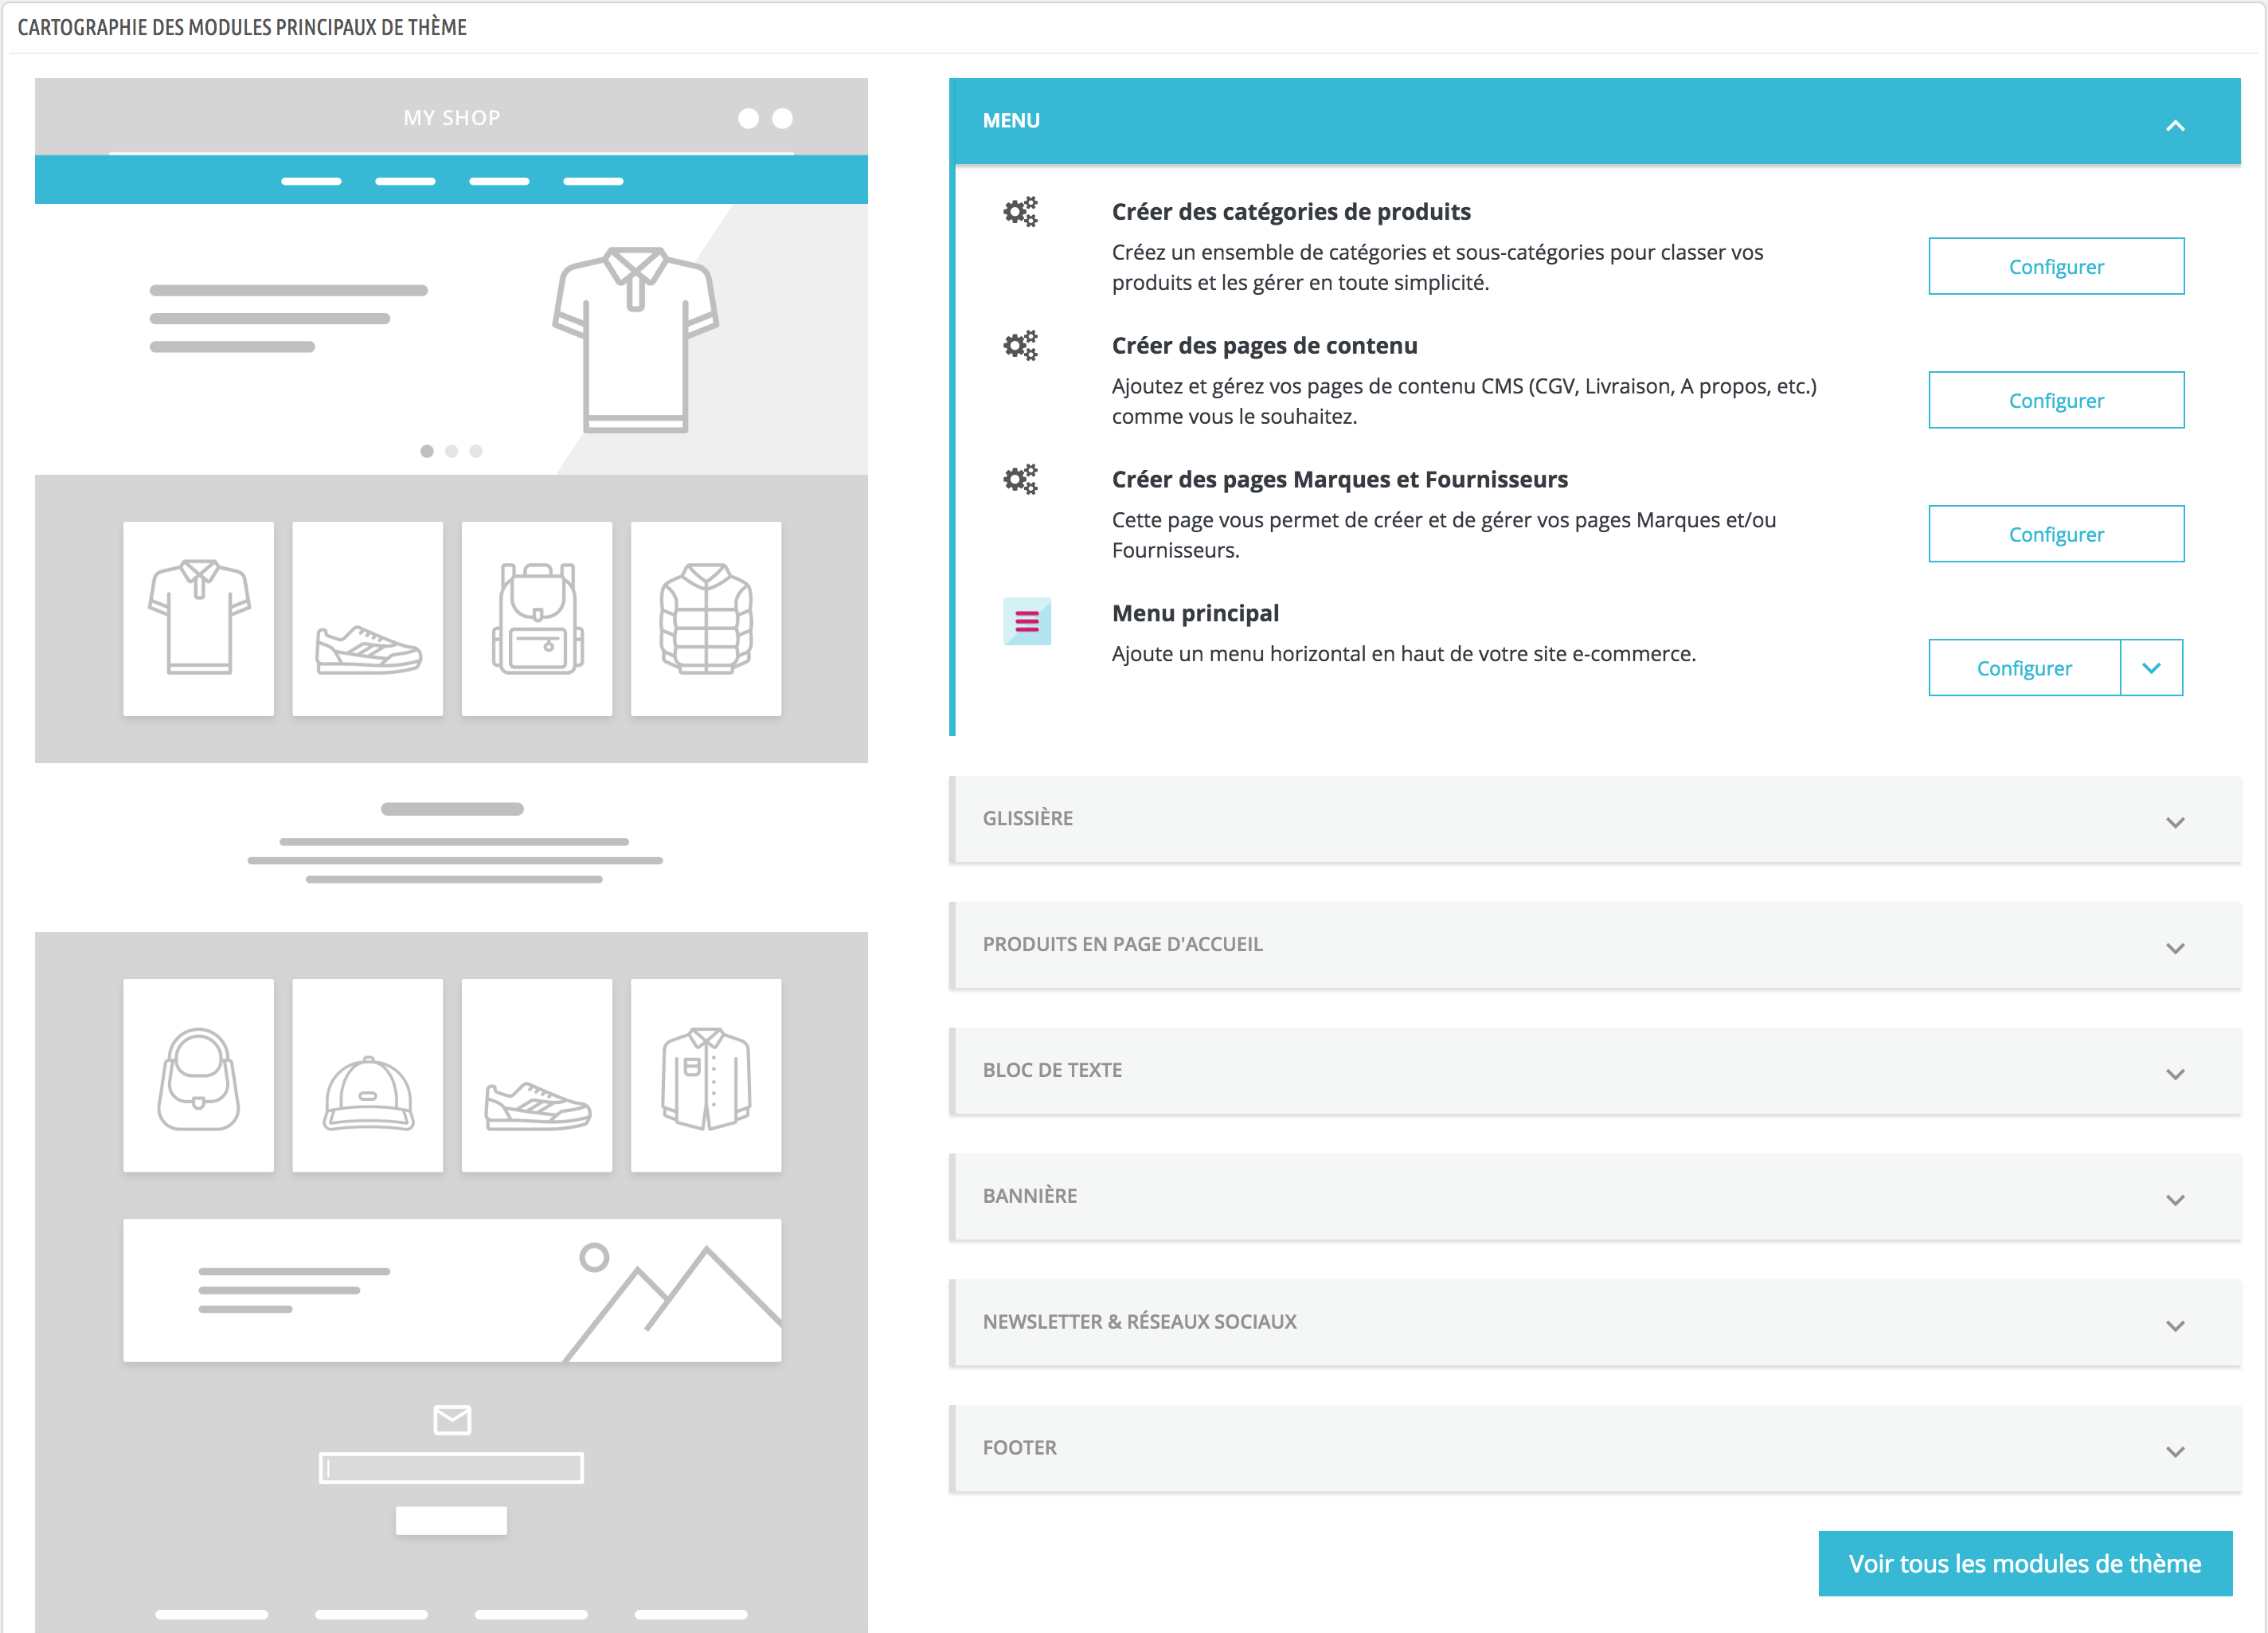 CARTOGRAPHIE DES MODULES PRINCIPAUX DE THÈME
MY SHOP
MENU
Créer des catégories de produits
Créez un ensemble de catégories et sous-catégories pour classer vos
produits et les gérer en toute simplicité.
Configurer
Créer des pages de contenu
Ajoutez et gérez vos pages de contenu CMS (CGV, Livraison, A propos, etc.)
comme vous le souhaitez.
Configurer
Créer des pages Marques et Fournisseurs
Cette page vous permet de créer et de gérer vos pages Marques et/ou
Fournisseurs.
Configurer
Menu principal
Ajoute un menu horizontal en haut de votre site e-commerce.
Configurer
GLISSIÈRE
PRODUITS EN PAGE D'ACCUEIL
BLOC DE TEXTE
BANNIÈRE
NEWSLETTER & RÉSEAUX SOCIAUX
FOOTER
Voir tous les modules de thème